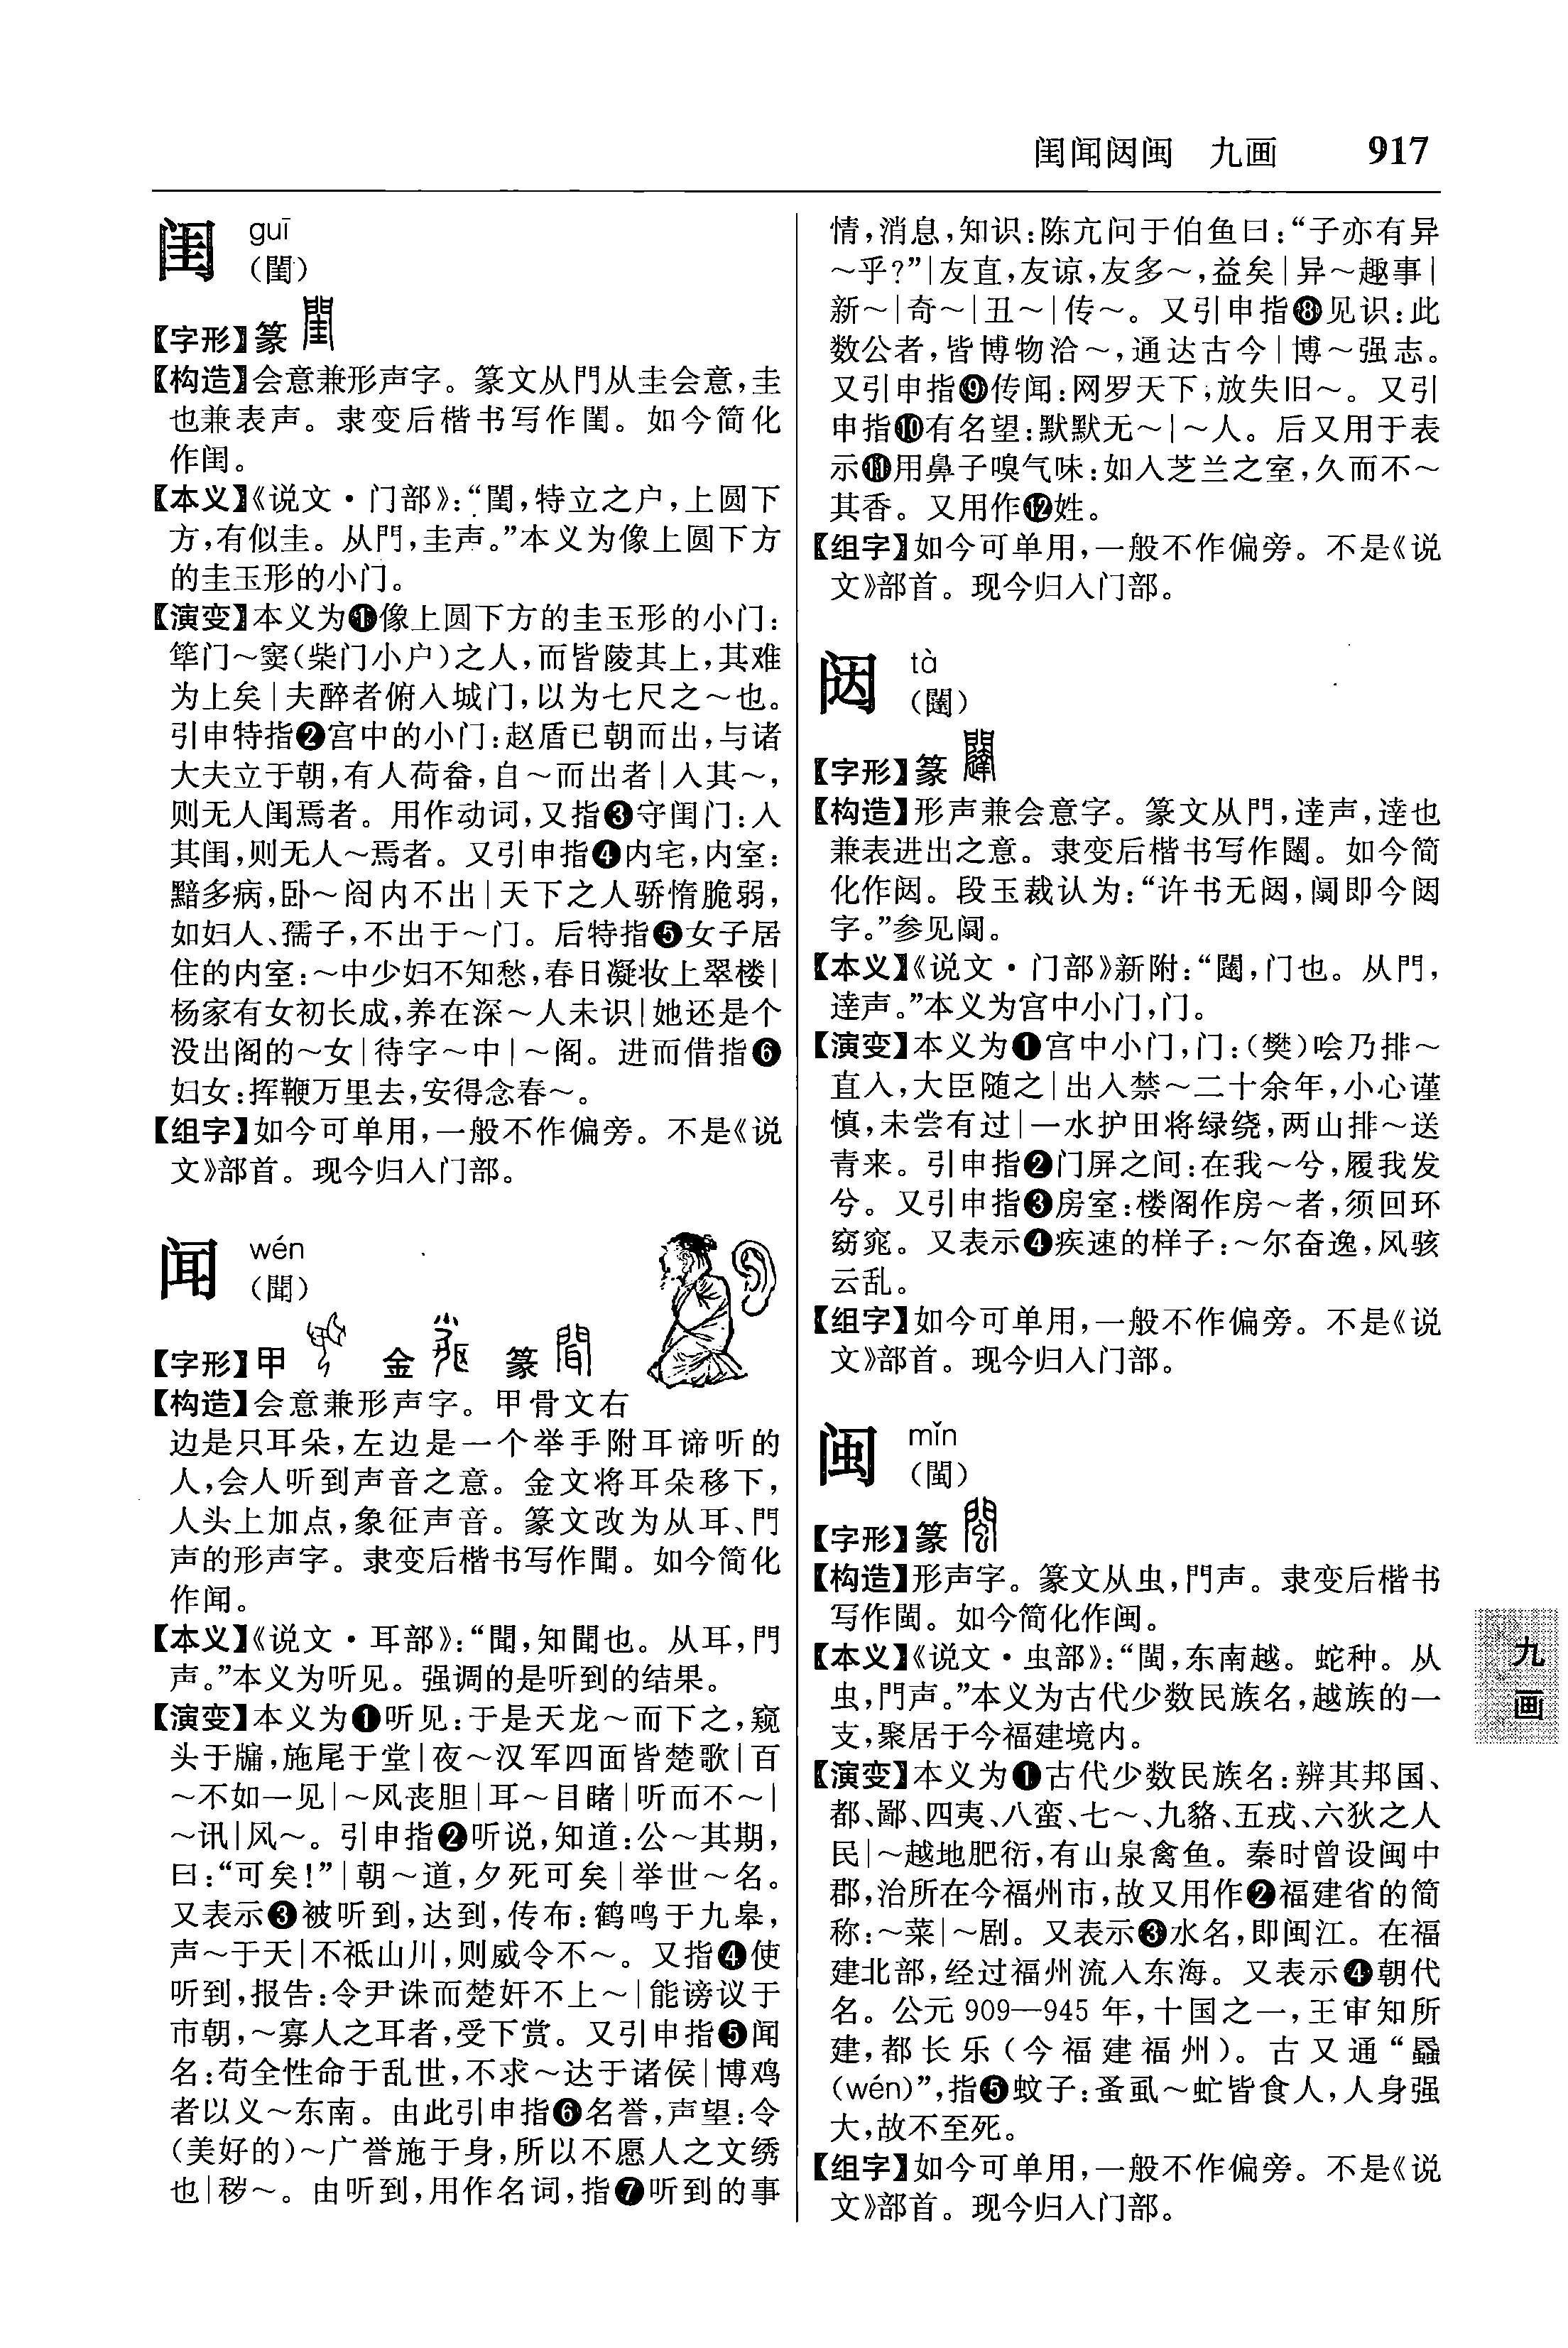 闺闻闼闽　九画　917
闺 guī
（閨）
【字形】篆
【构造】会意兼形声字。篆文从門从圭会意，圭
也兼表声。隶变后楷书写作閨。如今简化
作闺。
【本义】《说文·门部》：“閨，特立之户，上圆下
方，有似圭。从門，圭声。”本义为像上圆下方
的圭玉形的小门。
【演变】本义为❶像上圆下方的圭玉形的小门：
筚门～窦（柴门小户）之人，而皆陵其上，其难
为上矣｜夫醉者俯入城门，以为七尺之～也。
引申特指❷宫中的小门：赵盾已朝而出，与诸
大夫立于朝，有人荷畚，自～而出者｜入其～，
则无人闺焉者。用作动词，又指❸守闺门：入
其闺，则无人～焉者。又引申指❹内宅，内室：
黯多病，卧～阁内不出｜天下之人骄惰脆弱，
如妇人、孺子，不出于～门。后特指❺女子居
住的内室：～中少妇不知愁，春日凝妆上翠楼｜
杨家有女初长成，养在深～人未识｜她还是个
没出阁的～女｜待字～中｜～阁。进而借指❻
妇女：挥鞭万里去，安得念春～。
【组字】如今可单用，一般不作偏旁。不是《说
文》部首。现今归入门部。
闻 wén
（聞）
【字形】甲 金 篆
【构造】会意兼形声字。甲骨文右
边是只耳朵，左边是一个举手附耳谛听的
人，会人听到声音之意。金文将耳朵移下，
人头上加点，象征声音。篆文改为从耳、門
声的形声字。隶变后楷书写作聞。如今简化
作闻。
【本义】《说文·耳部》：“聞，知聞也。从耳，門
声。”本义为听见。强调的是听到的结果。
【演变】本义为❶听见：于是天龙～而下之，窥
头于牖，施尾于堂｜夜～汉军四面皆楚歌｜百
～不如一见｜～风丧胆｜耳～目睹｜听而不～｜
～讯｜风～。引申指❷听说，知道：公～其期，
曰：“可矣！”｜朝～道，夕死可矣｜举世～名。
又表示❸被听到，达到，传布：鹤鸣于九皋，
声～于天｜不祗山川，则威令不～。又指❹使
听到，报告：令尹诛而楚奸不上～｜能谤议于
市朝，～寡人之耳者，受下赏。又引申指❺闻
名：苟全性命于乱世，不求～达于诸侯｜博鸡
者以义～东南。由此引申指❻名誉，声望：令
（美好的）～广誉施于身，所以不愿人之文绣
也｜秽～。由听到，用作名词，指❼听到的事
情，消息，知识：陈亢问于伯鱼曰：“子亦有异
～乎？”｜友直，友谅，友多～，益矣｜异～趣事｜
新～｜奇～｜丑～｜传～。又引申指❽见识：此
数公者，皆博物洽～，通达古今｜博～强志。
又引申指❾传闻：网罗天下，放失旧～。又引
申指❿有名望：默默无～｜～人。后又用于表
示⓫用鼻子嗅气味：如入芝兰之室，久而不～
其香。又用作⓬姓。
【组字】如今可单用，一般不作偏旁。不是《说
文》部首。现今归入门部。
闼 tà
（闥）
【字形】篆
【构造】形声兼会意字。篆文从門，達声，達也
兼表进出之意。隶变后楷书写作闥。如今简
化作闼。段玉裁认为：“许书无闼，闒即今闼
字。”参见闒。
【本义】《说文·门部》新附：“闥，门也。从門，
達声。”本义为宫中小门，门。
【演变】本义为❶宫中小门，门：（樊）哙乃排～
直入，大臣随之｜出入禁～二十余年，小心谨
慎，未尝有过｜一水护田将绿绕，两山排～送
青来。引申指❷门屏之间：在我～兮，履我发
兮。又引申指❸房室：楼阁作房～者，须回环
窈窕。又表示❹疾速的样子：～尔奋逸，风骇
云乱。
【组字】如今可单用，一般不作偏旁。不是《说
文》部首。现今归入门部。
闽 mǐn
（閩）
【字形】篆
【构造】形声字。篆文从虫，門声。隶变后楷书
写作閩。如今简化作闽。
【本义】《说文·虫部》：“閩，东南越。蛇种。从
虫，門声。”本义为古代少数民族名，越族的一
支，聚居于今福建境内。
【演变】本义为❶古代少数民族名：辨其邦国、
都、鄙、四夷、八蛮、七～、九貉、五戎、六狄之人
民｜～越地肥衍，有山泉禽鱼。秦时曾设闽中
郡，治所在今福州市，故又用作❷福建省的简
称：～菜｜～剧。又表示❸水名，即闽江。在福
建北部，经过福州流入东海。又表示❹朝代
名。公元909—945年，十国之一，王审知所
建，都长乐（今福建福州）。古又通“蟁
（wén）”，指❺蚊子：蚤虱～虻皆食人，人身强
大，故不至死。
【组字】如今可单用，一般不作偏旁。不是《说
文》部首。现今归入门部。
九
画